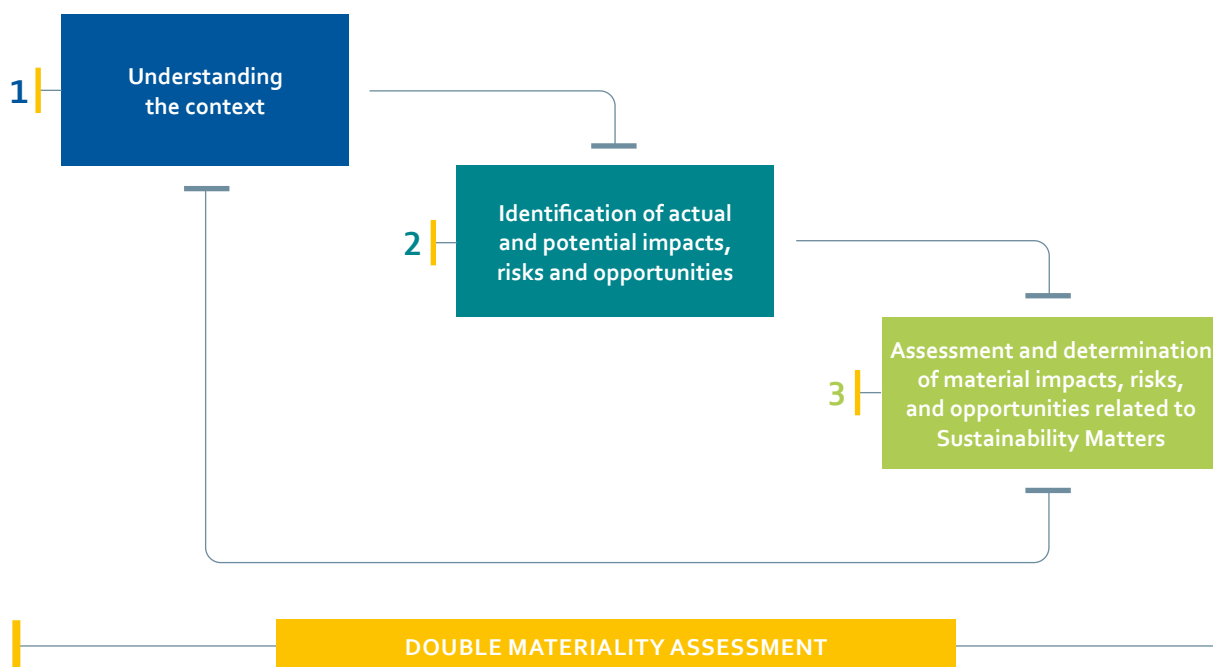 1
Understanding
the context
2
Identification of actual
and potential impacts,
risks and opportunities
3
Assessment and determination
of material impacts, risks,
and opportunities related to
Sustainability Matters
DOUBLE MATERIALITY ASSESSMENT